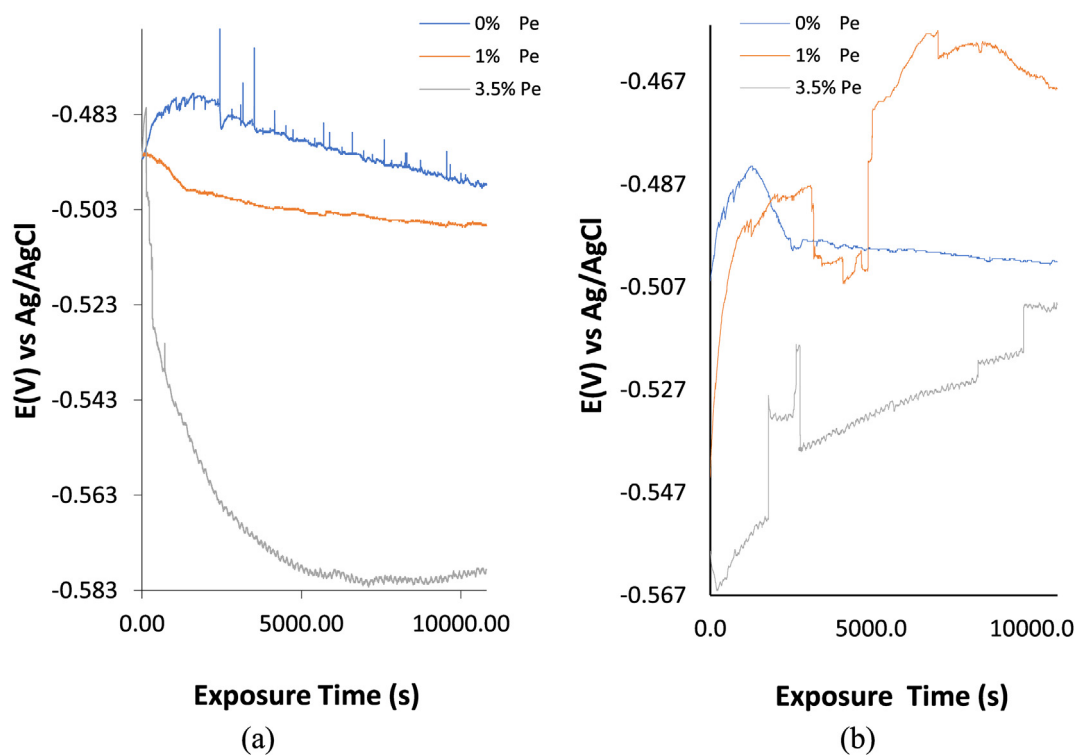 0% Pe
1% Pe
3.5% Pe
-0.483
-0.503
-0.523
-0.543
-0.563
-0.583
E(V) vs Ag/AgCl
0.00 5000.00 10000.00
Exposure Time (s)
(a)
0% Pe
1% Pe
3.5% Pe
-0.467
-0.487
-0.507
-0.527
-0.547
-0.567
E(V) vs Ag/AgCl
0.0 5000.0 10000.0
Exposure Time (s)
(b)